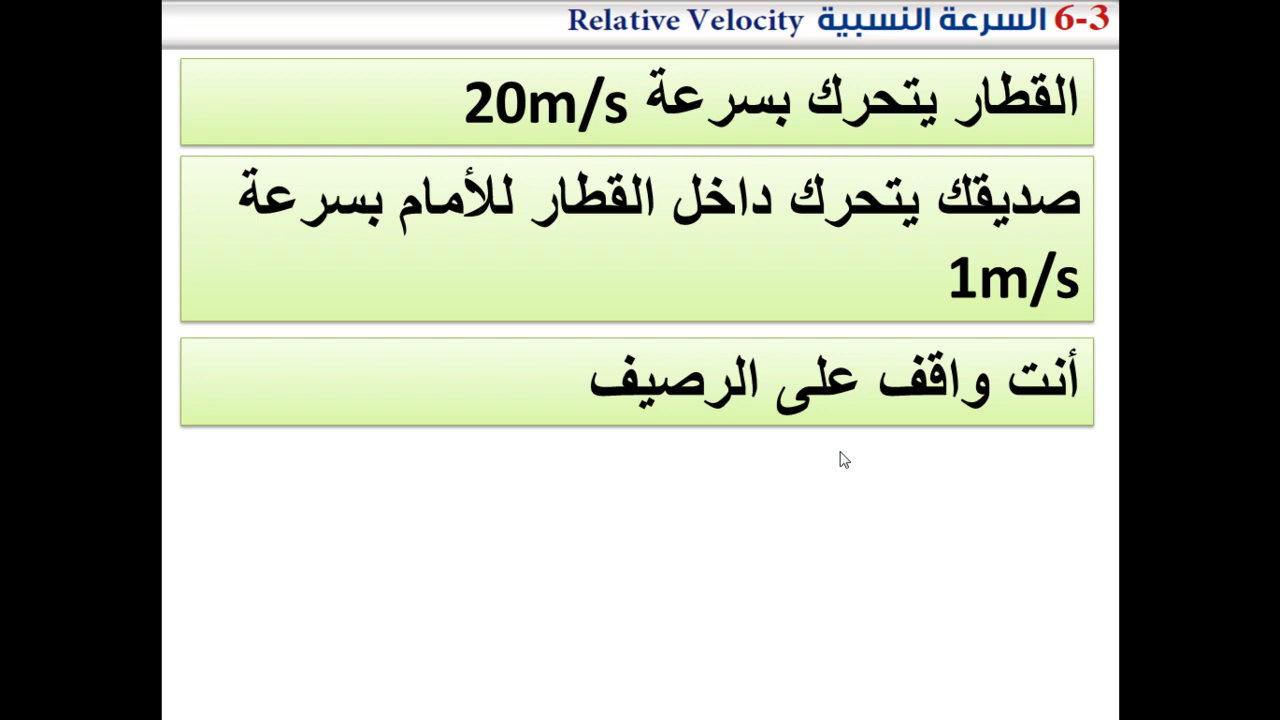 6-3 السرعة النسبية Relative Velocity
القطار يتحرك بسرعة 20m/s
صديقك يتحرك داخل القطار للأمام بسرعة
1m/s
أنت واقف على الرصيف